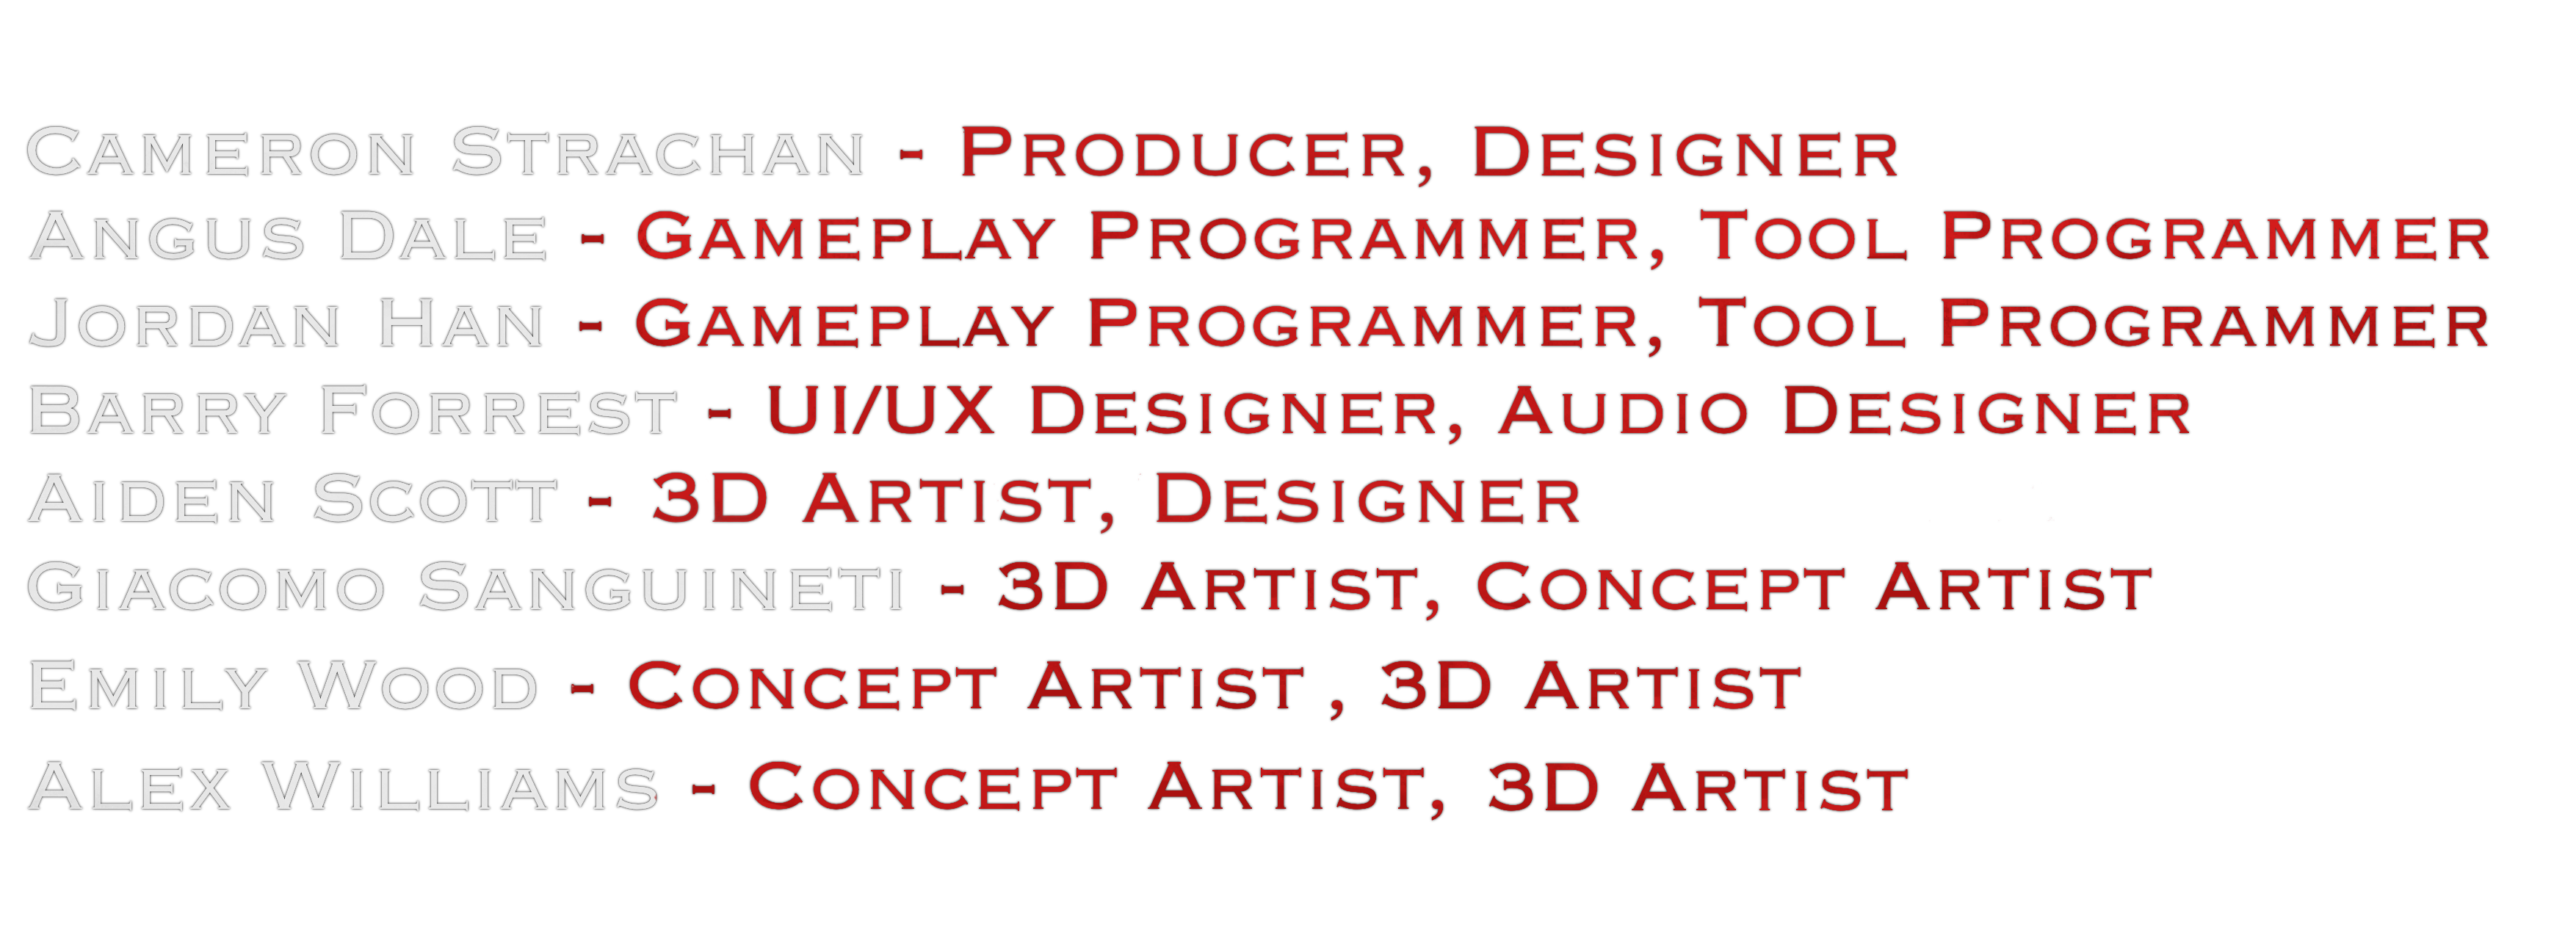 Cameron Strachan - Producer, Designer
Angus Dale - Gameplay Programmer, Tool Programmer
Jordan Han - Gameplay Programmer, Tool Programmer
Barry Forrest - UI/UX Designer, Audio Designer
Aiden Scott - 3D Artist, Designer
Giacomo Sanguineti - 3D Artist, Concept Artist
Emily Wood - Concept Artist , 3D Artist
Alex Williams - Concept Artist, 3D Artist